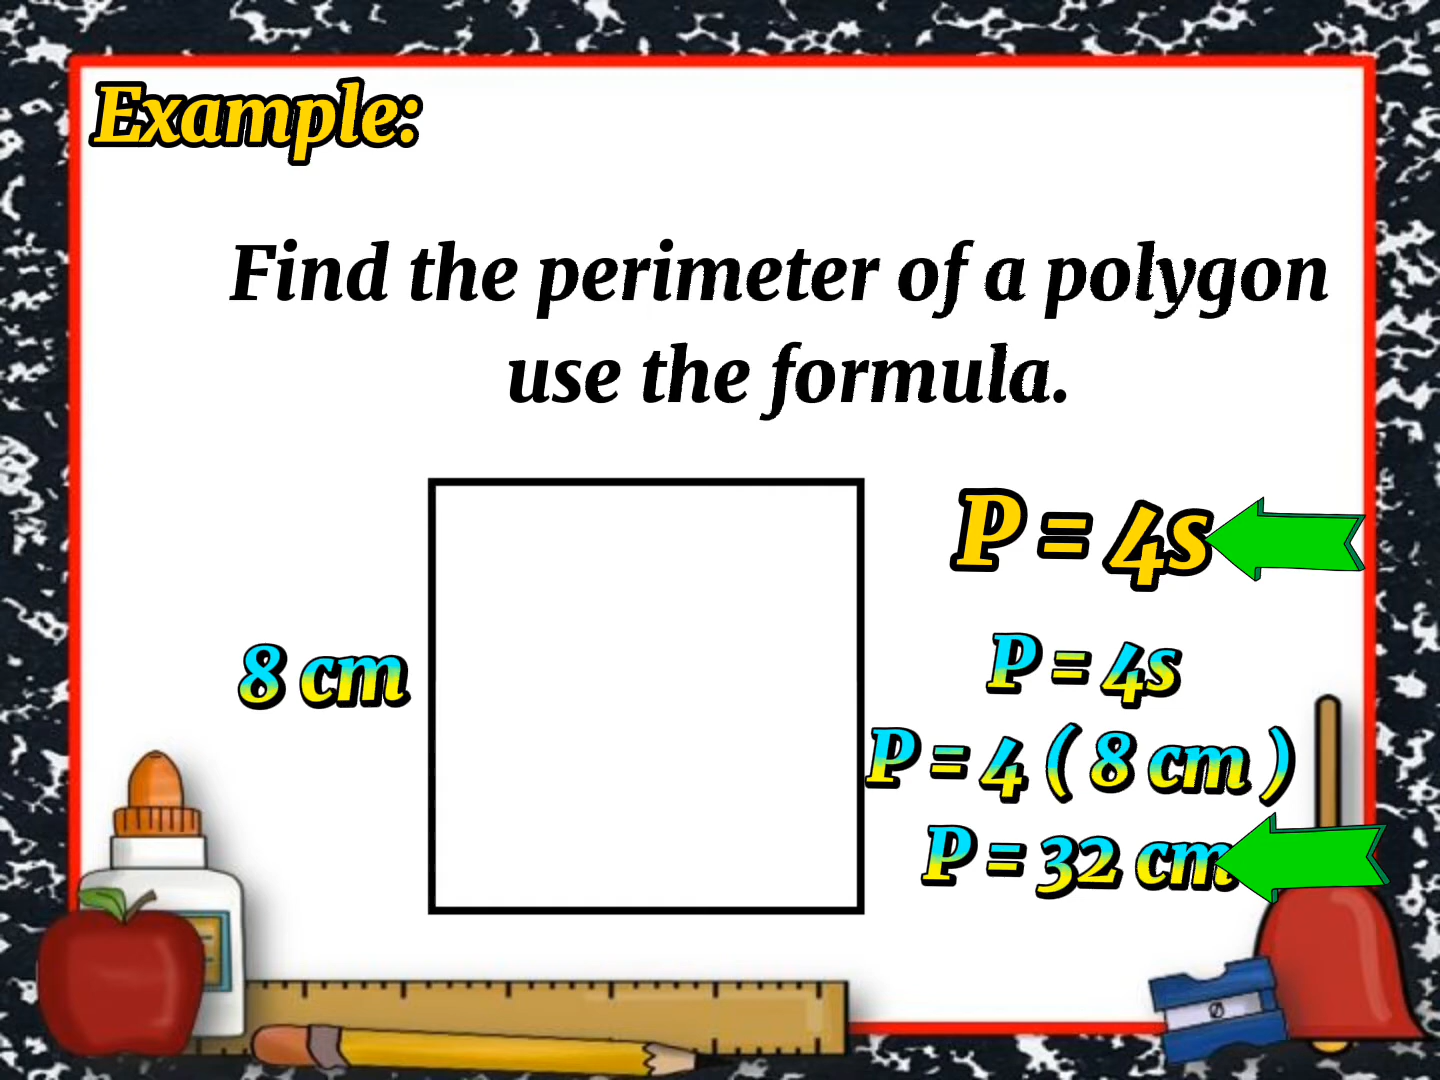 Example:
Find the perimeter of a polygon
use the formula.
P = 4s
8 cm
P = 4s
P = 4 ( 8 cm )
P = 32 cm